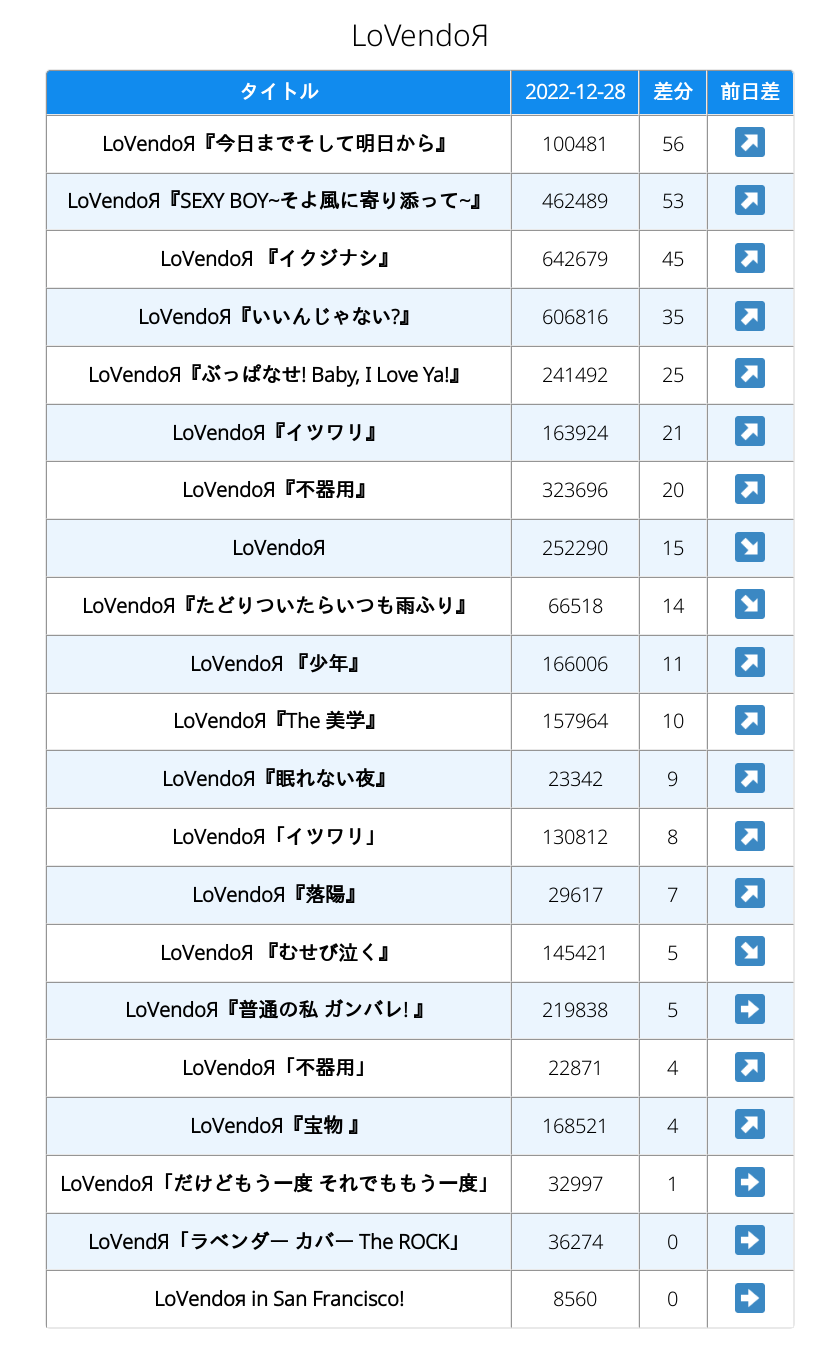 LoVendoЯ
タイトル 2022-12-28 差分 前日差
LoVendoЯ『今日までそして明日から』 100481 56
LoVendoЯ『SEXY BOY~そよ風に寄り添って~』 462489 53
LoVendoЯ 『イクジナシ』 642679 45
LoVendoЯ『いいんじゃない?』 606816 35
LoVendoЯ『ぶっぱなせ! Baby, I Love Ya!』 241492 25
LoVendoЯ『イツワリ』 163924 21
LoVendoЯ『不器用』 323696 20
LoVendoЯ 252290 15
LoVendoЯ『たどりついたらいつも雨ふり』 66518 14
LoVendoЯ 『少年』 166006 11
LoVendoЯ『The 美学』 157964 10
LoVendoЯ『眠れない夜』 23342 9
LoVendoЯ「イツワリ」 130812 8
LoVendoЯ『落陽』 29617 7
LoVendoЯ 『むせび泣く』 145421 5
LoVendoЯ『普通の私 ガンバレ! 』 219838 5
LoVendoЯ「不器用」 22871 4
LoVendoЯ『宝物 』 168521 4
LoVendoЯ「だけどもう一度 それでももう一度」 32997 1
LoVendЯ「ラベンダー カバー The ROCK」 36274 0
LoVendoя in San Francisco! 8560 0